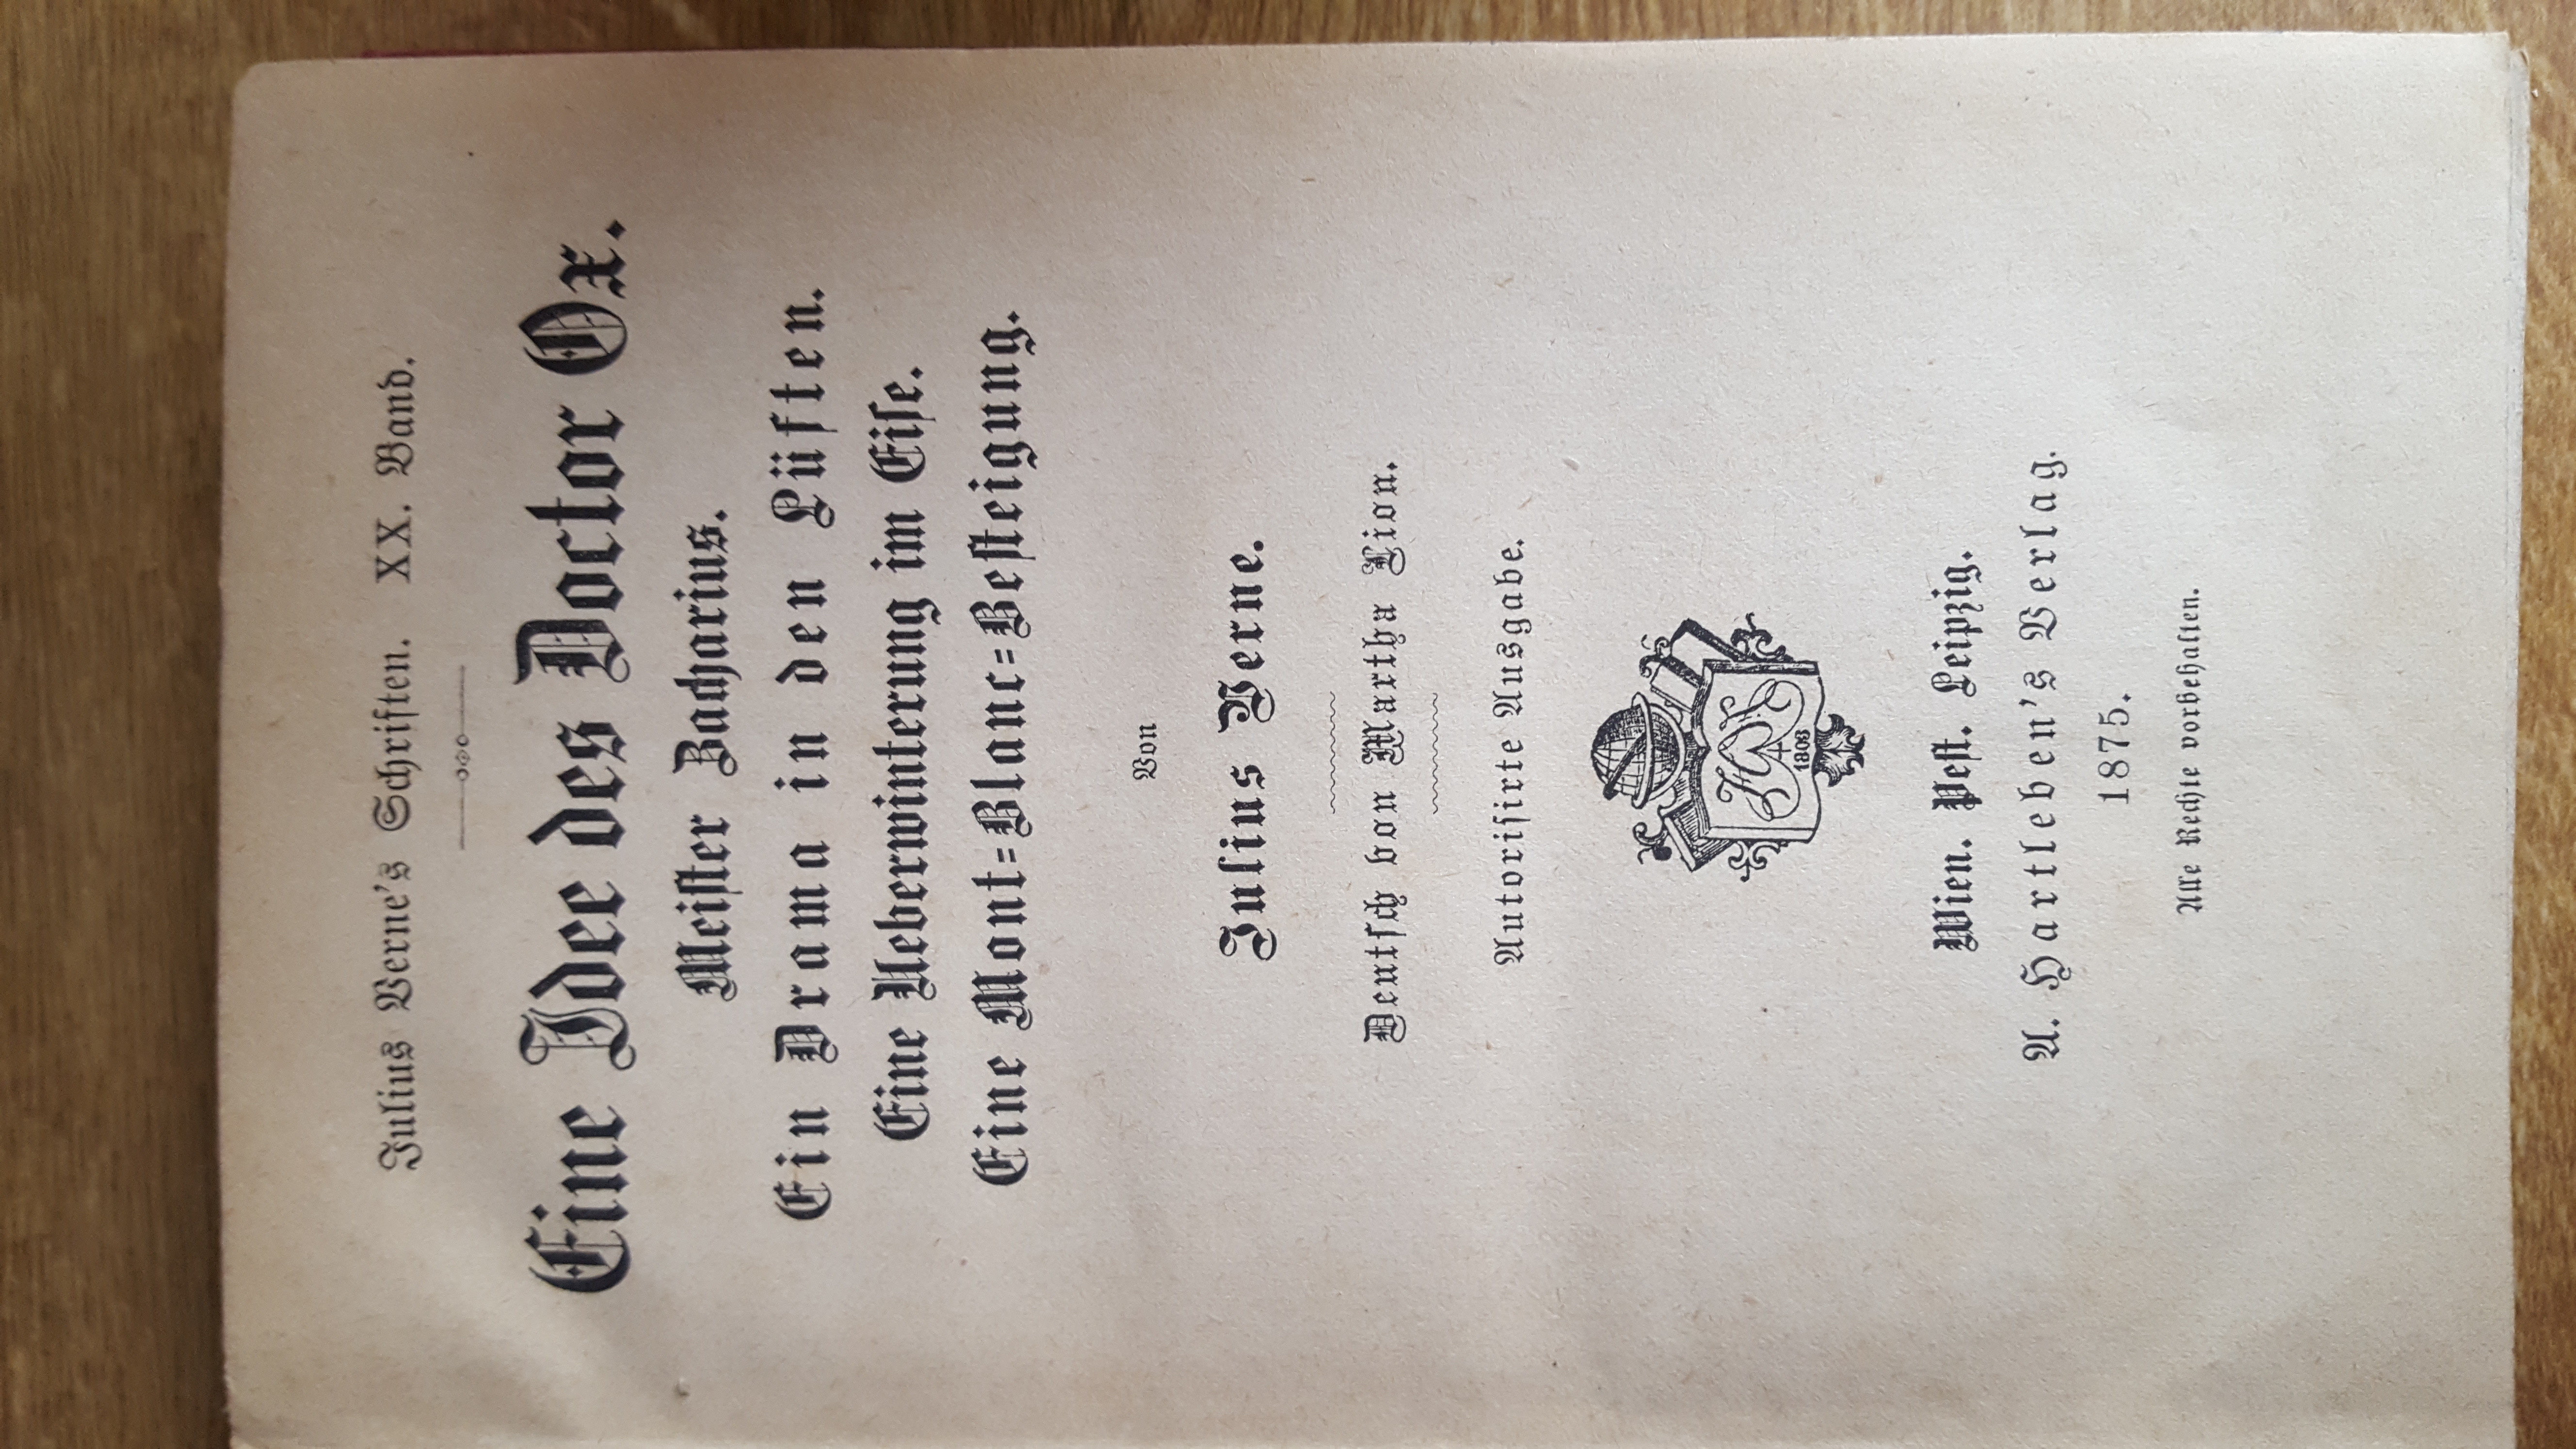 Julius Verne's Schriften. XX. Band.
Eine Idee des Doctor Ox.
Meister Zacharius.
Ein Drama in den Lüften.
Eine Ueberwinterung im Eise.
Eine Mont=Blanc=Besteigung.
Von
Julius Verne.
Deutsch von Martha Lion.
Autorisirte Ausgabe.
1803
Wien. Pest. Leipzig.
A. Hartleben's Verlag.
1875.
Alle Rechte vorbehalten.